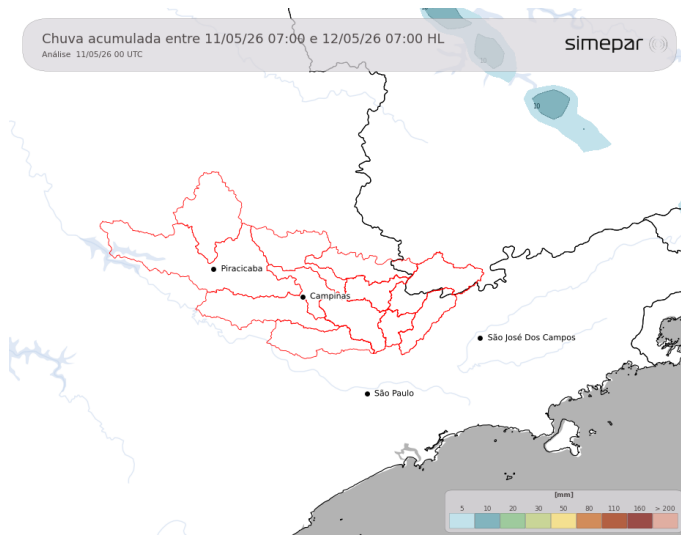 Chuva acumulada entre 11/05/26 07:00 e 12/05/26 07:00 HL
Análise 11/05/26 00 UTC
simepar
10
10
Piracicaba
Campinas
São José Dos Campos
São Paulo
[mm]
5 10 20 30 50 80 110 160 > 200